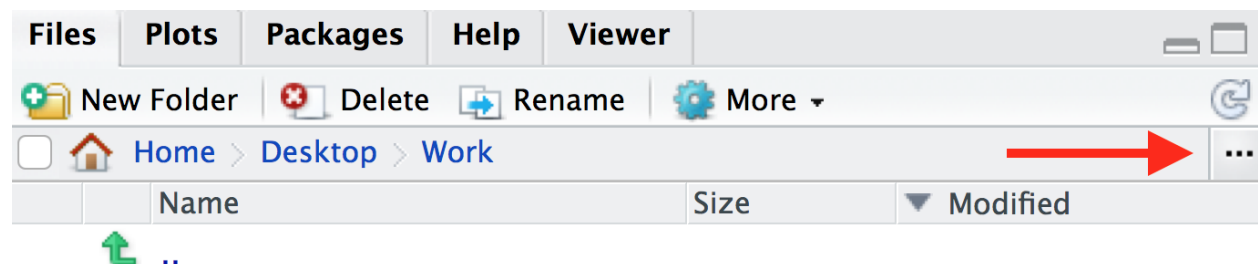 Files Plots Packages Help Viewer
New Folder Delete Rename More
Home > Desktop > Work ...
Name Size Modified
..